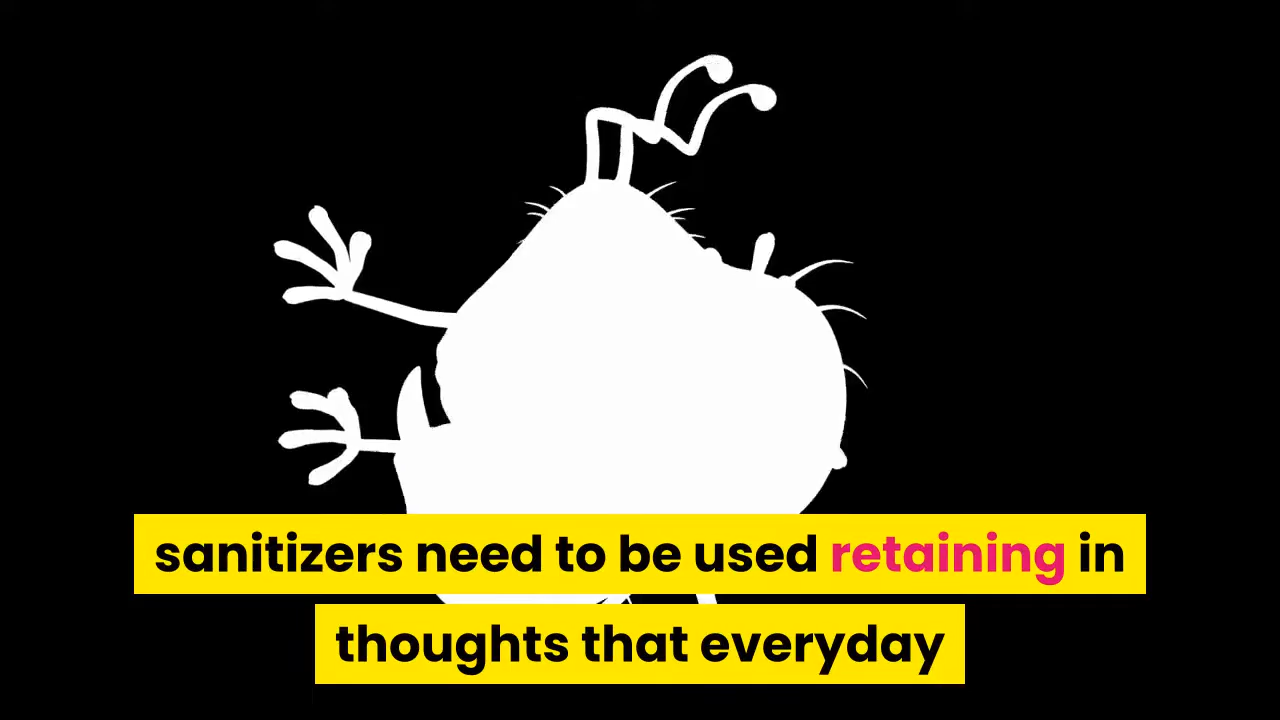 sanitizers need to be used retaining in
thoughts that everyday